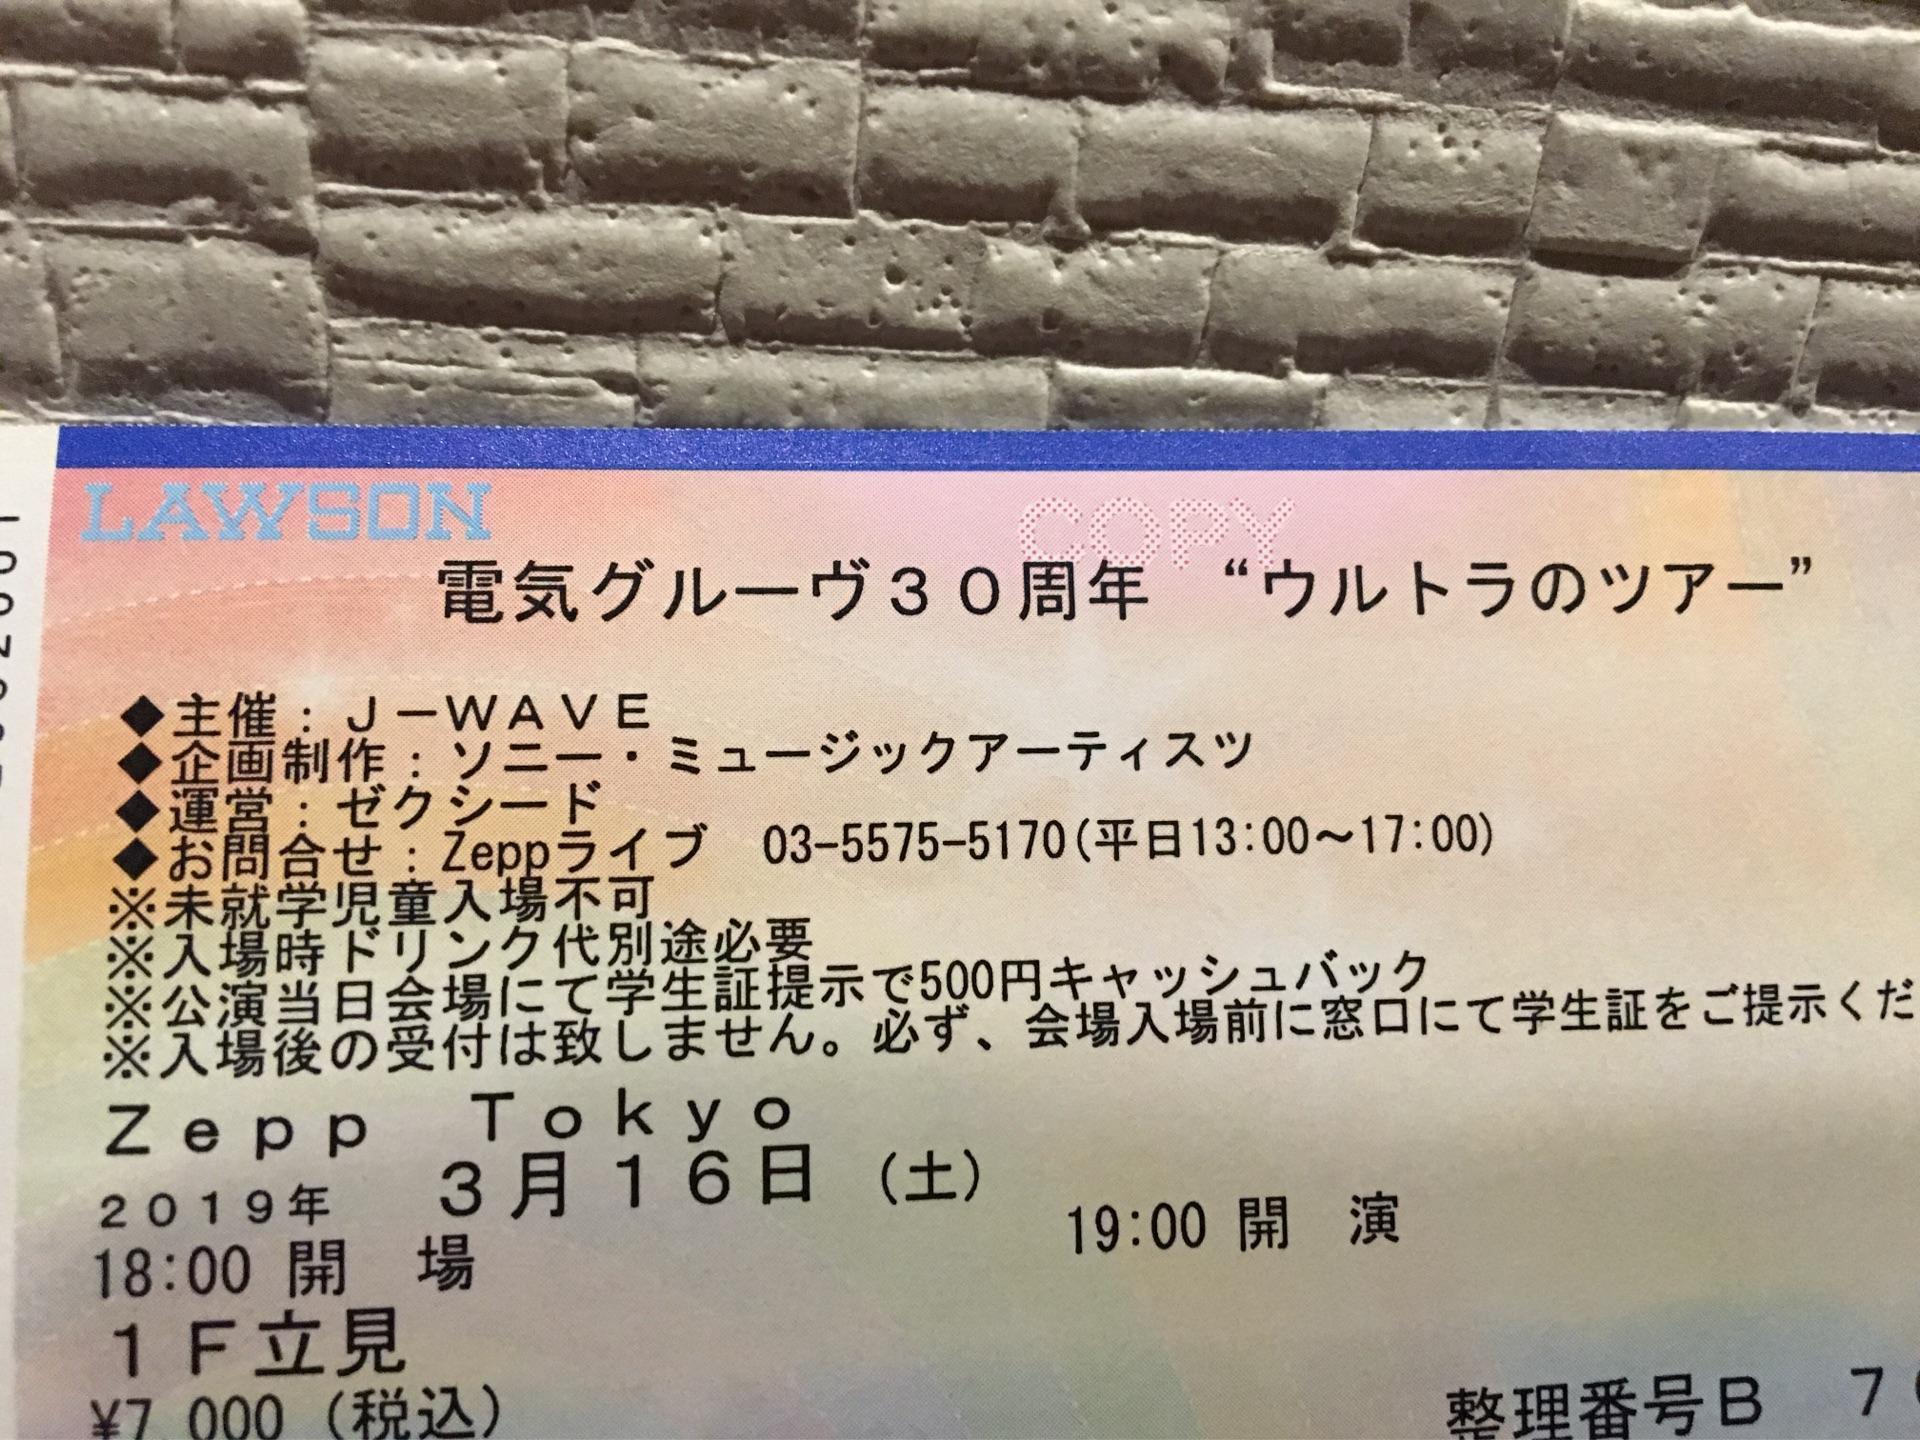 LAWSON
COPY
電気グルーヴ30周年 “ウルトラのツアー”
◆主催：J-WAVE
◆企画制作：ソニー・ミュージックアーティスツ
◆運営：ゼクシード
◆お問合せ：Zeppライブ 03-5575-5170(平日13:00〜17:00)
※未就学児童入場不可
※入場時ドリンク代別途必要
※公演当日会場にて学生証提示で500円キャッシュバック
※入場後の受付は致しません。必ず、会場入場前に窓口にて学生証をご提示くだ
Zepp Tokyo
2019年 3月16日 (土)
18:00 開 場 19:00 開 演
1F立見
¥7,000 (税込)
整理番号B 7